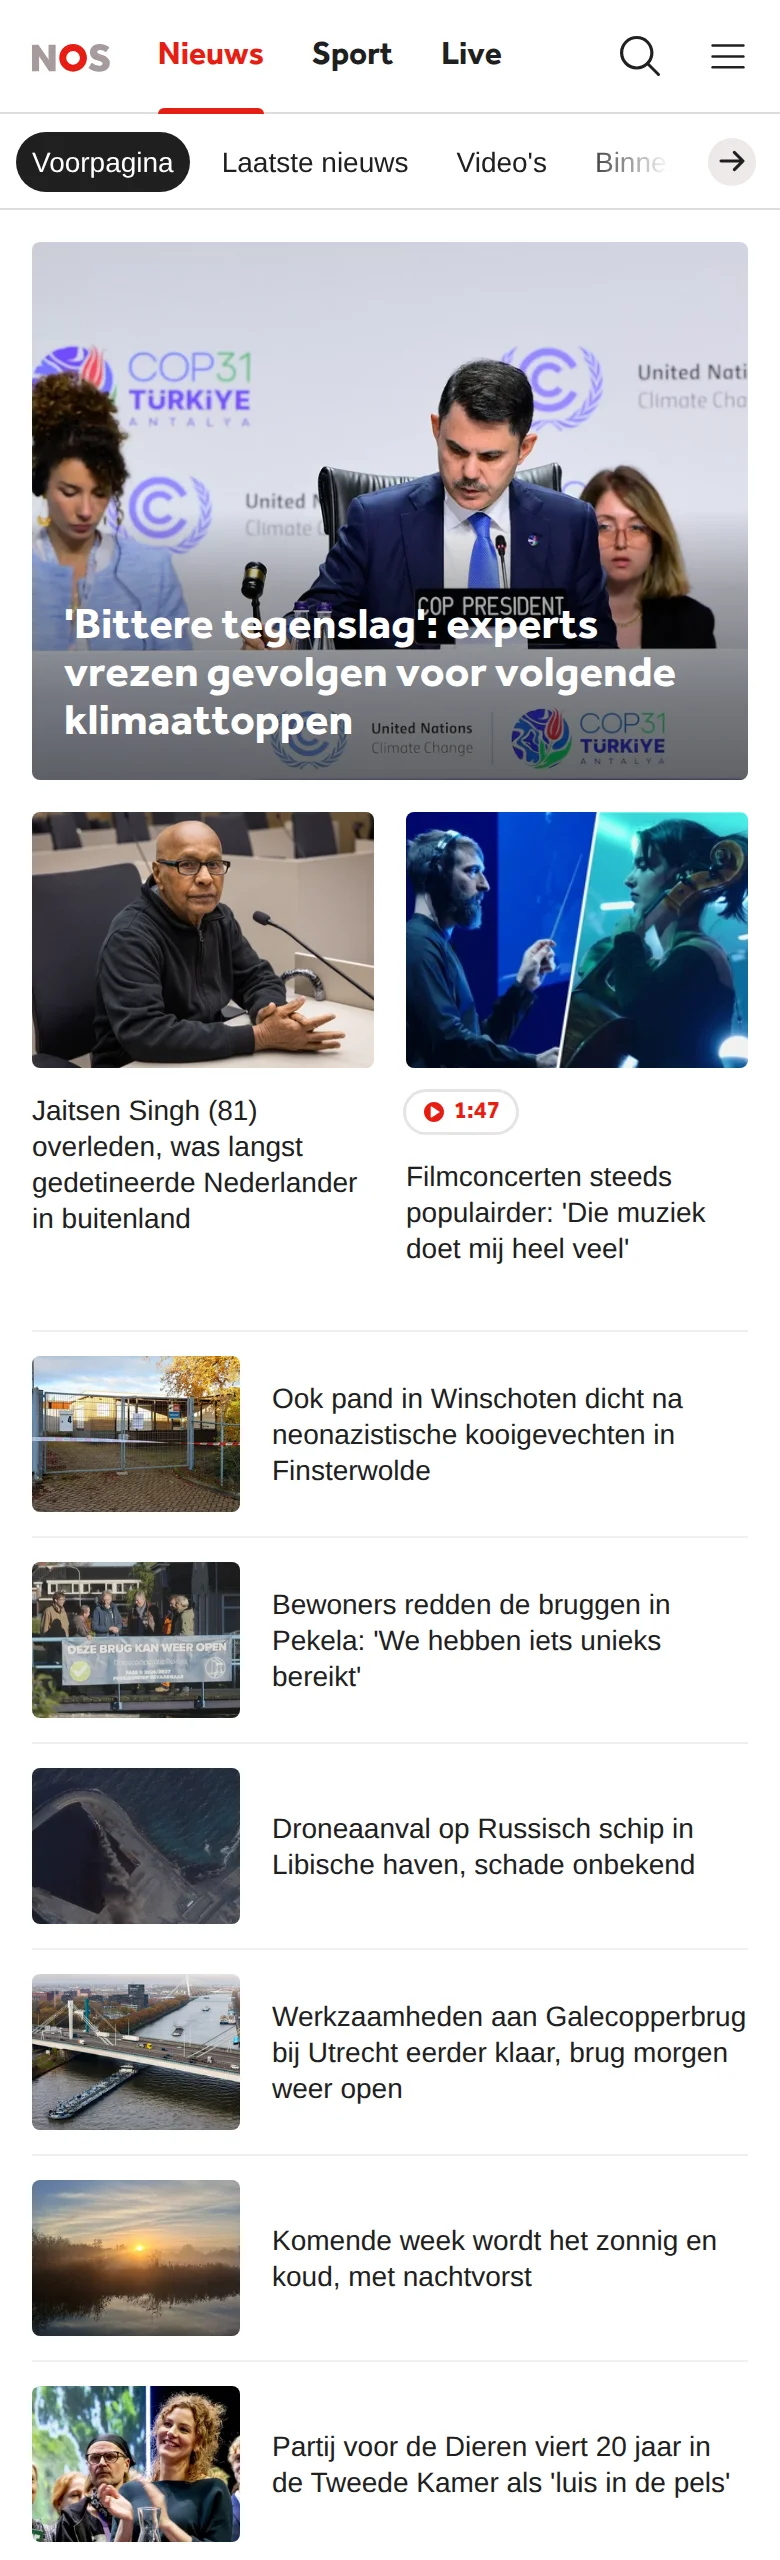 NOS Nieuws Sport Live
Voorpagina Laatste nieuws Video's Binne
COP31
TÜRKİYE
ANTALYA
United Nati
Climate Cha
United N
Climate C
COP PRESIDENT
'Bittere tegenslag': experts
vrezen gevolgen voor volgende
klimaattoppen
United Nations
Climate Change
COP31
TÜRKİYE
ANTALYA
Jaitsen Singh (81)
overleden, was langst
gedetineerde Nederlander
in buitenland
1:47
Filmconcerten steeds
populairder: 'Die muziek
doet mij heel veel'
4
Ook pand in Winschoten dicht na
neonazistische kooigevechten in
Finsterwolde
DEZE BRUG KAN WEER OPEN
Bewoners redden de bruggen in
Pekela: 'We hebben iets unieks
bereikt'
Droneaanval op Russisch schip in
Libische haven, schade onbekend
Werkzaamheden aan Galecopperbrug
bij Utrecht eerder klaar, brug morgen
weer open
Komende week wordt het zonnig en
koud, met nachtvorst
Partij voor de Dieren viert 20 jaar in
de Tweede Kamer als 'luis in de pels'